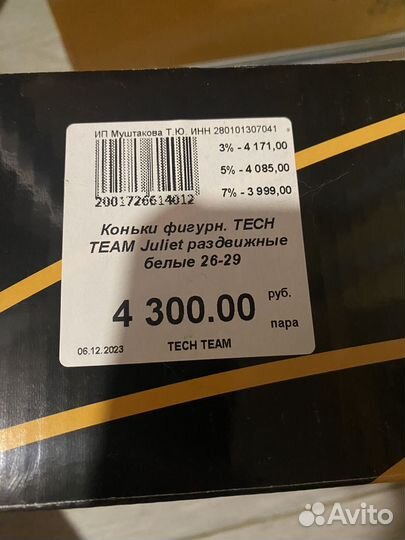 ИП Муштакова Т.Ю. ИНН 280101307041
3% - 4 171,00
5% - 4 085,00
7% - 3 999,00
2001726614012
Коньки фигурн. TECH
TEAM Juliet раздвижные
белые 26-29
4 300.00 руб.
пара
06.12.2023
TECH TEAM
Avito